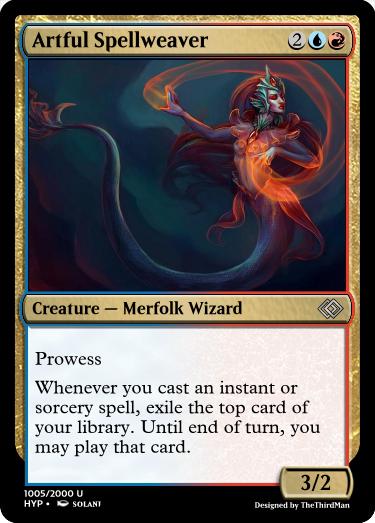 Artful Spellweaver 2
Creature — Merfolk Wizard
Prowess
Whenever you cast an instant or
sorcery spell, exile the top card of
your library. Until end of turn, you
may play that card.
3/2
1005/2000 U
HYP • SOLANI
Designed by TheThirdMan